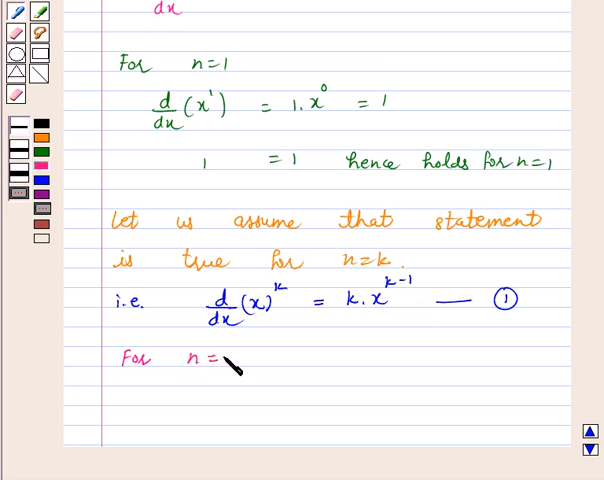 dx
For n=1
d/dx (x¹) = 1.x⁰ = 1
1 = 1 hence holds for n=1
Let us assume that statement
is true for n=k.
i.e. d/dx (x)ᵏ = k.xᵏ⁻¹ — ①
For n=